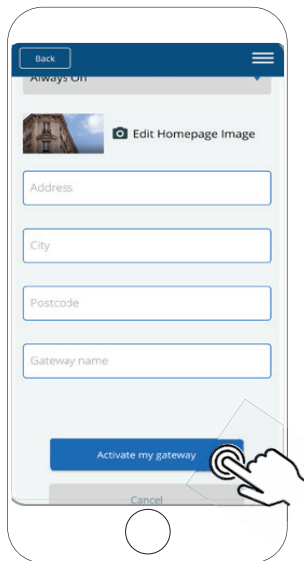 Back
Always On
Edit Homepage Image
Address
City
Postcode
Gateway name
Activate my gateway
Cancel